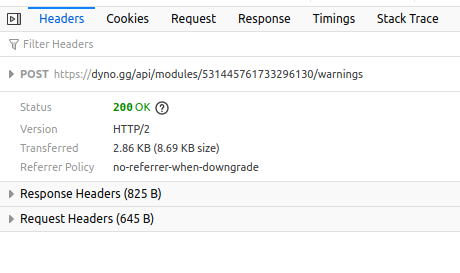 Headers Cookies Request Response Timings Stack Trace
Filter Headers
POST https://dyno.gg/api/modules/531445761733296130/warnings
Status 200 OK ?
Version HTTP/2
Transferred 2.86 KB (8.69 KB size)
Referrer Policy no-referrer-when-downgrade
Response Headers (825 B)
Request Headers (645 B)